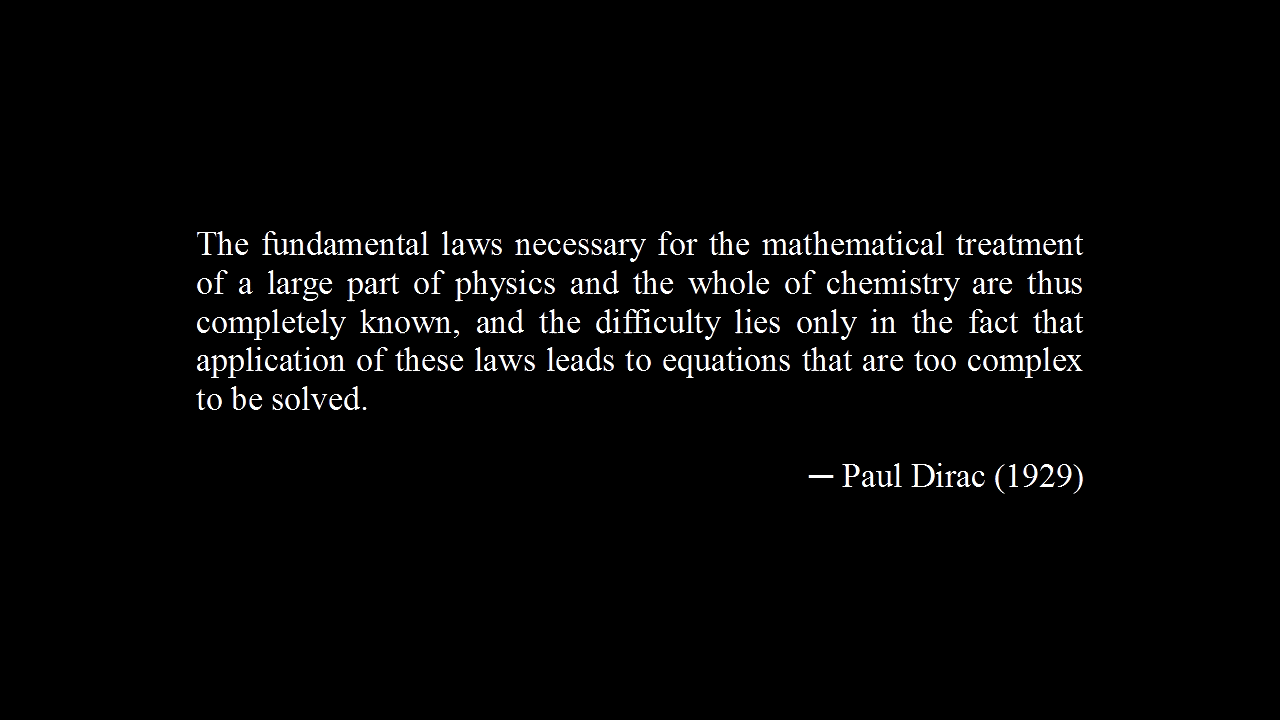 The fundamental laws necessary for the mathematical treatment
of a large part of physics and the whole of chemistry are thus
completely known, and the difficulty lies only in the fact that
application of these laws leads to equations that are too complex
to be solved.
— Paul Dirac (1929)